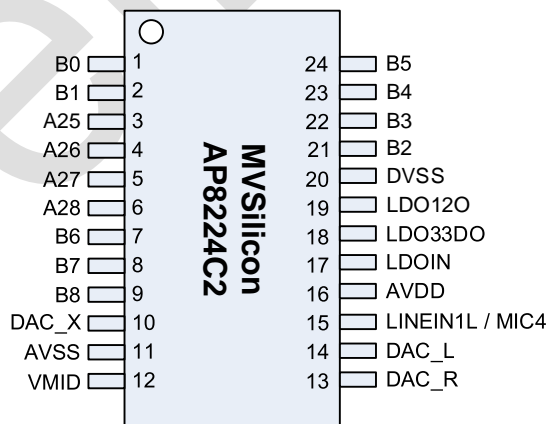 B0 1 24 B5
B1 2 23 B4
A25 3 22 B3
A26 4 21 B2
A27 5 20 DVSS
A28 6 19 LDO12O
B6 7 18 LDO33DO
B7 8 17 LDOIN
B8 9 16 AVDD
DAC_X 10 15 LINEIN1L / MIC4
AVSS 11 14 DAC_L
VMID 12 13 DAC_R
MVSilicon
AP8224C2